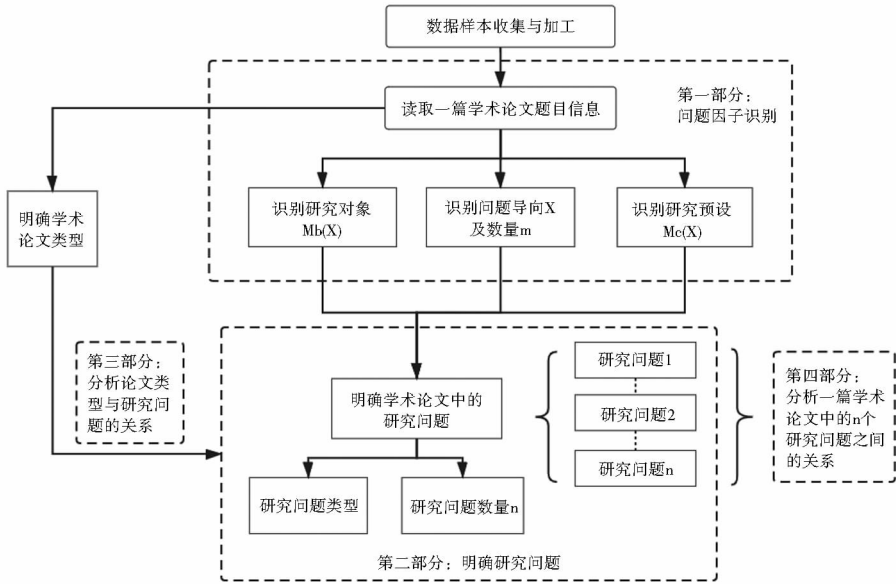 数据样本收集与加工
第一部分：
问题因子识别
读取一篇学术论文题目信息
明确学术
论文类型
识别研究对象
Mb(X)
识别问题导向X
及数量m
识别研究预设
Mc(X)
第三部分：
分析论文类
型与研究问
题的关系
明确学术论文中的
研究问题
研究问题类型
研究问题数量n
研究问题1
研究问题2
研究问题n
第四部分：
分析一篇学术
论文中的n个
研究问题之间
的关系
第二部分：明确研究问题